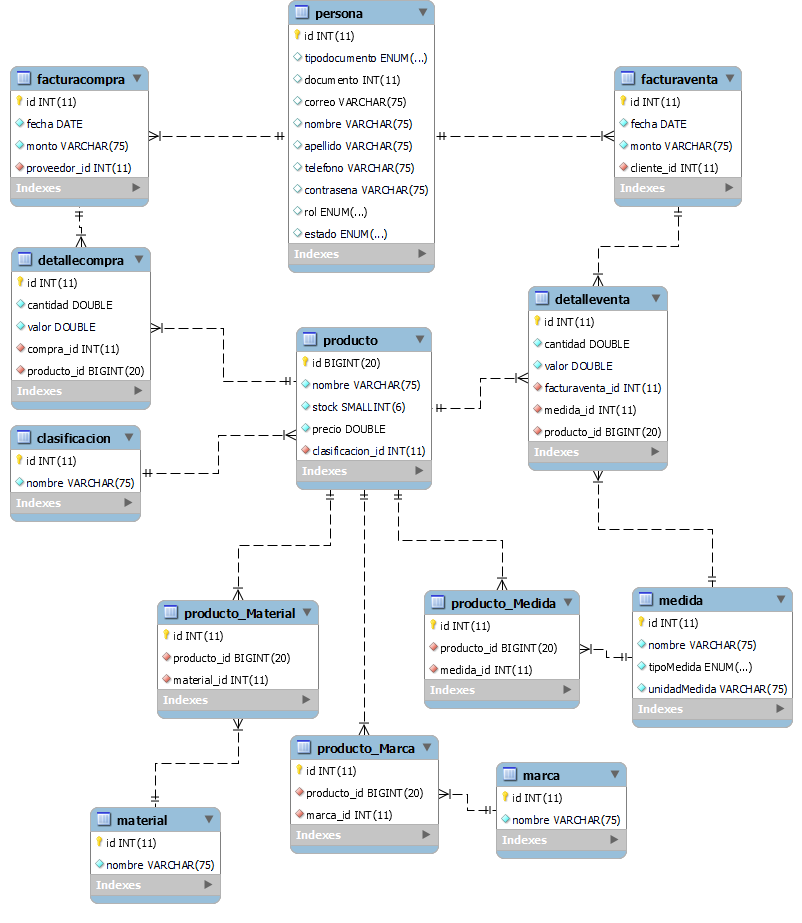 persona
id INT(11)
tipodocumento ENUM(...)
documento INT(11)
correo VARCHAR(75)
nombre VARCHAR(75)
apellido VARCHAR(75)
telefono VARCHAR(75)
contrasena VARCHAR(75)
rol ENUM(...)
estado ENUM(...)
Indexes
facturacompra
id INT(11)
fecha DATE
monto VARCHAR(75)
proveedor_id INT(11)
Indexes
facturaventa
id INT(11)
fecha DATE
monto VARCHAR(75)
cliente_id INT(11)
Indexes
detallecompra
id INT(11)
cantidad DOUBLE
valor DOUBLE
compra_id INT(11)
producto_id BIGINT(20)
Indexes
producto
id BIGINT(20)
nombre VARCHAR(75)
stock SMALLINT(6)
precio DOUBLE
clasificacion_id INT(11)
Indexes
detalleventa
id INT(11)
cantidad DOUBLE
valor DOUBLE
facturaventa_id INT(11)
medida_id INT(11)
producto_id BIGINT(20)
Indexes
clasificacion
id INT(11)
nombre VARCHAR(75)
Indexes
producto_Material
id INT(11)
producto_id BIGINT(20)
material_id INT(11)
Indexes
producto_Medida
id INT(11)
producto_id BIGINT(20)
medida_id INT(11)
Indexes
medida
id INT(11)
nombre VARCHAR(75)
tipoMedida ENUM(...)
unidadMedida VARCHAR(75)
Indexes
producto_Marca
id INT(11)
producto_id BIGINT(20)
marca_id INT(11)
Indexes
marca
id INT(11)
nombre VARCHAR(75)
Indexes
material
id INT(11)
nombre VARCHAR(75)
Indexes